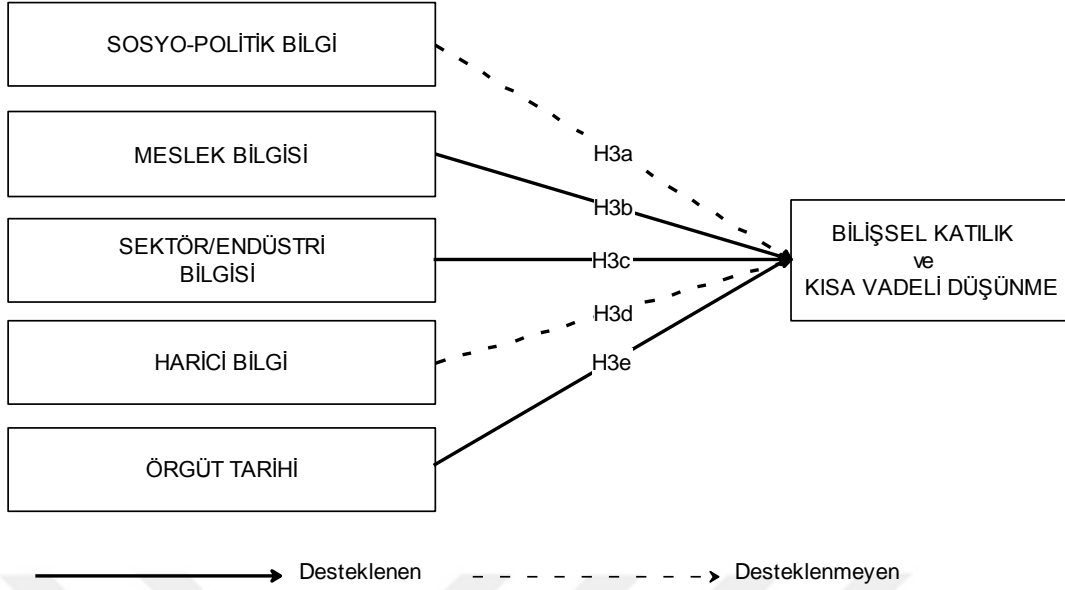 SOSYO-POLİTİK BİLGİ
MESLEK BİLGİSİ
SEKTÖR/ENDÜSTRİ
BİLGİSİ
HARİCİ BİLGİ
ÖRGÜT TARİHİ
H3a
H3b
H3c
H3d
H3e
BİLİŞSEL KATILIK
ve
KISA VADELİ DÜŞÜNME
Desteklenen
Desteklenmeyen